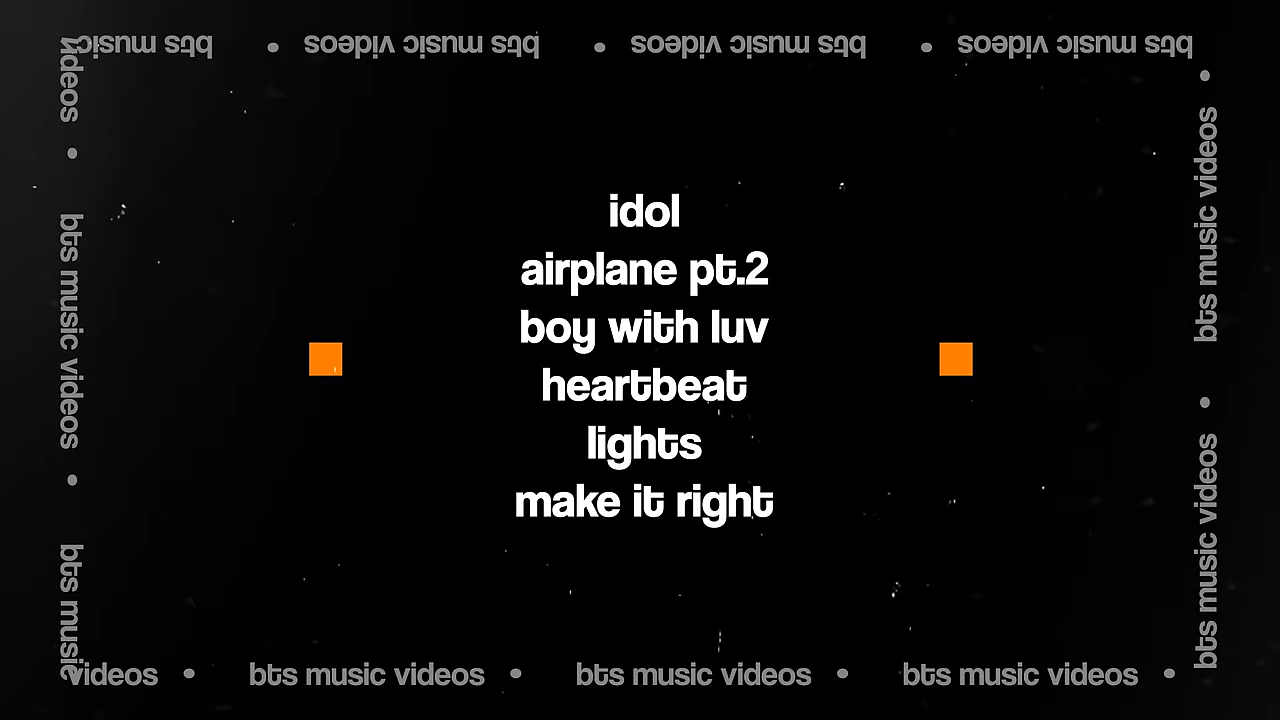 bts music videos • bts music videos • bts music videos • bts music
idol
airplane pt.2
boy with luv
heartbeat
lights
make it right
videos • bts music videos • bts music
bts music videos • bts music videos •
videos • bts music videos • bts music videos • bts music videos •